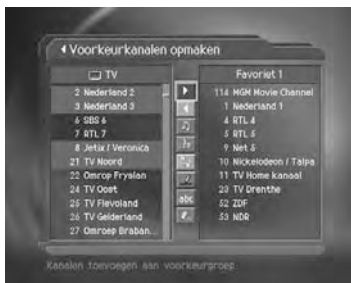 Voorkeurkanalen opmaken
TV
2 Nederland 2
3 Nederland 3
6 SBS 6
7 RTL 7
8 Jetix / Veronica
21 TV Noord
22 Omrop Fryslan
24 TV Oost
25 TV Flevoland
26 TV Gelderland
27 Omroep Braban...
abc
Favoriet 1
114 MGM Movie Channel
1 Nederland 1
4 RTL 4
5 RTL 5
9 Net 5
10 Nickelodeon / Talpa
11 TV Home kanaal
23 TV Drenthe
52 ZDF
53 NDR
Kanalen toevoegen aan voorkeurgroep